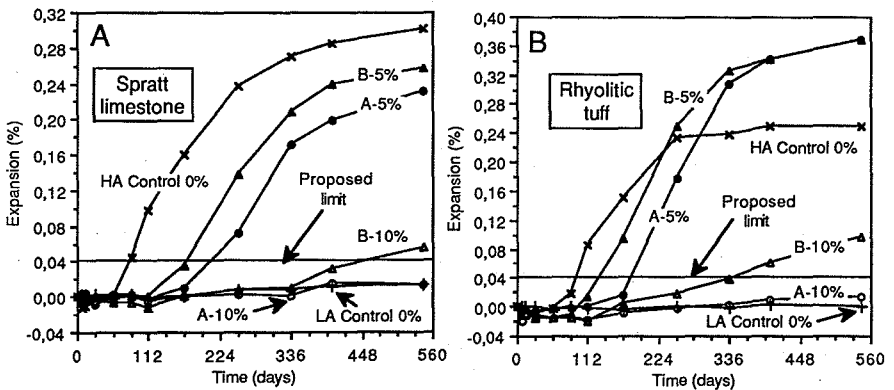 A
Spratt
limestone
0,32
0,28
0,24
0,20
0,16
0,12
0,08
0,04
0,00
-0,04
Expansion (%)
HA Control 0%
B-5%
A-5%
Proposed
limit
B-10%
A-10%
LA Control 0%
0 112 224 336 448 560
Time (days)
B
Rhyolitic
tuff
0,40
0,36
0,32
0,28
0,24
0,20
0,16
0,12
0,08
0,04
0,00
-0,04
Expansion (%)
B-5%
HA Control 0%
A-5%
Proposed
limit
B-10%
A-10%
LA Control 0%
0 112 224 336 448 560
Time (days)